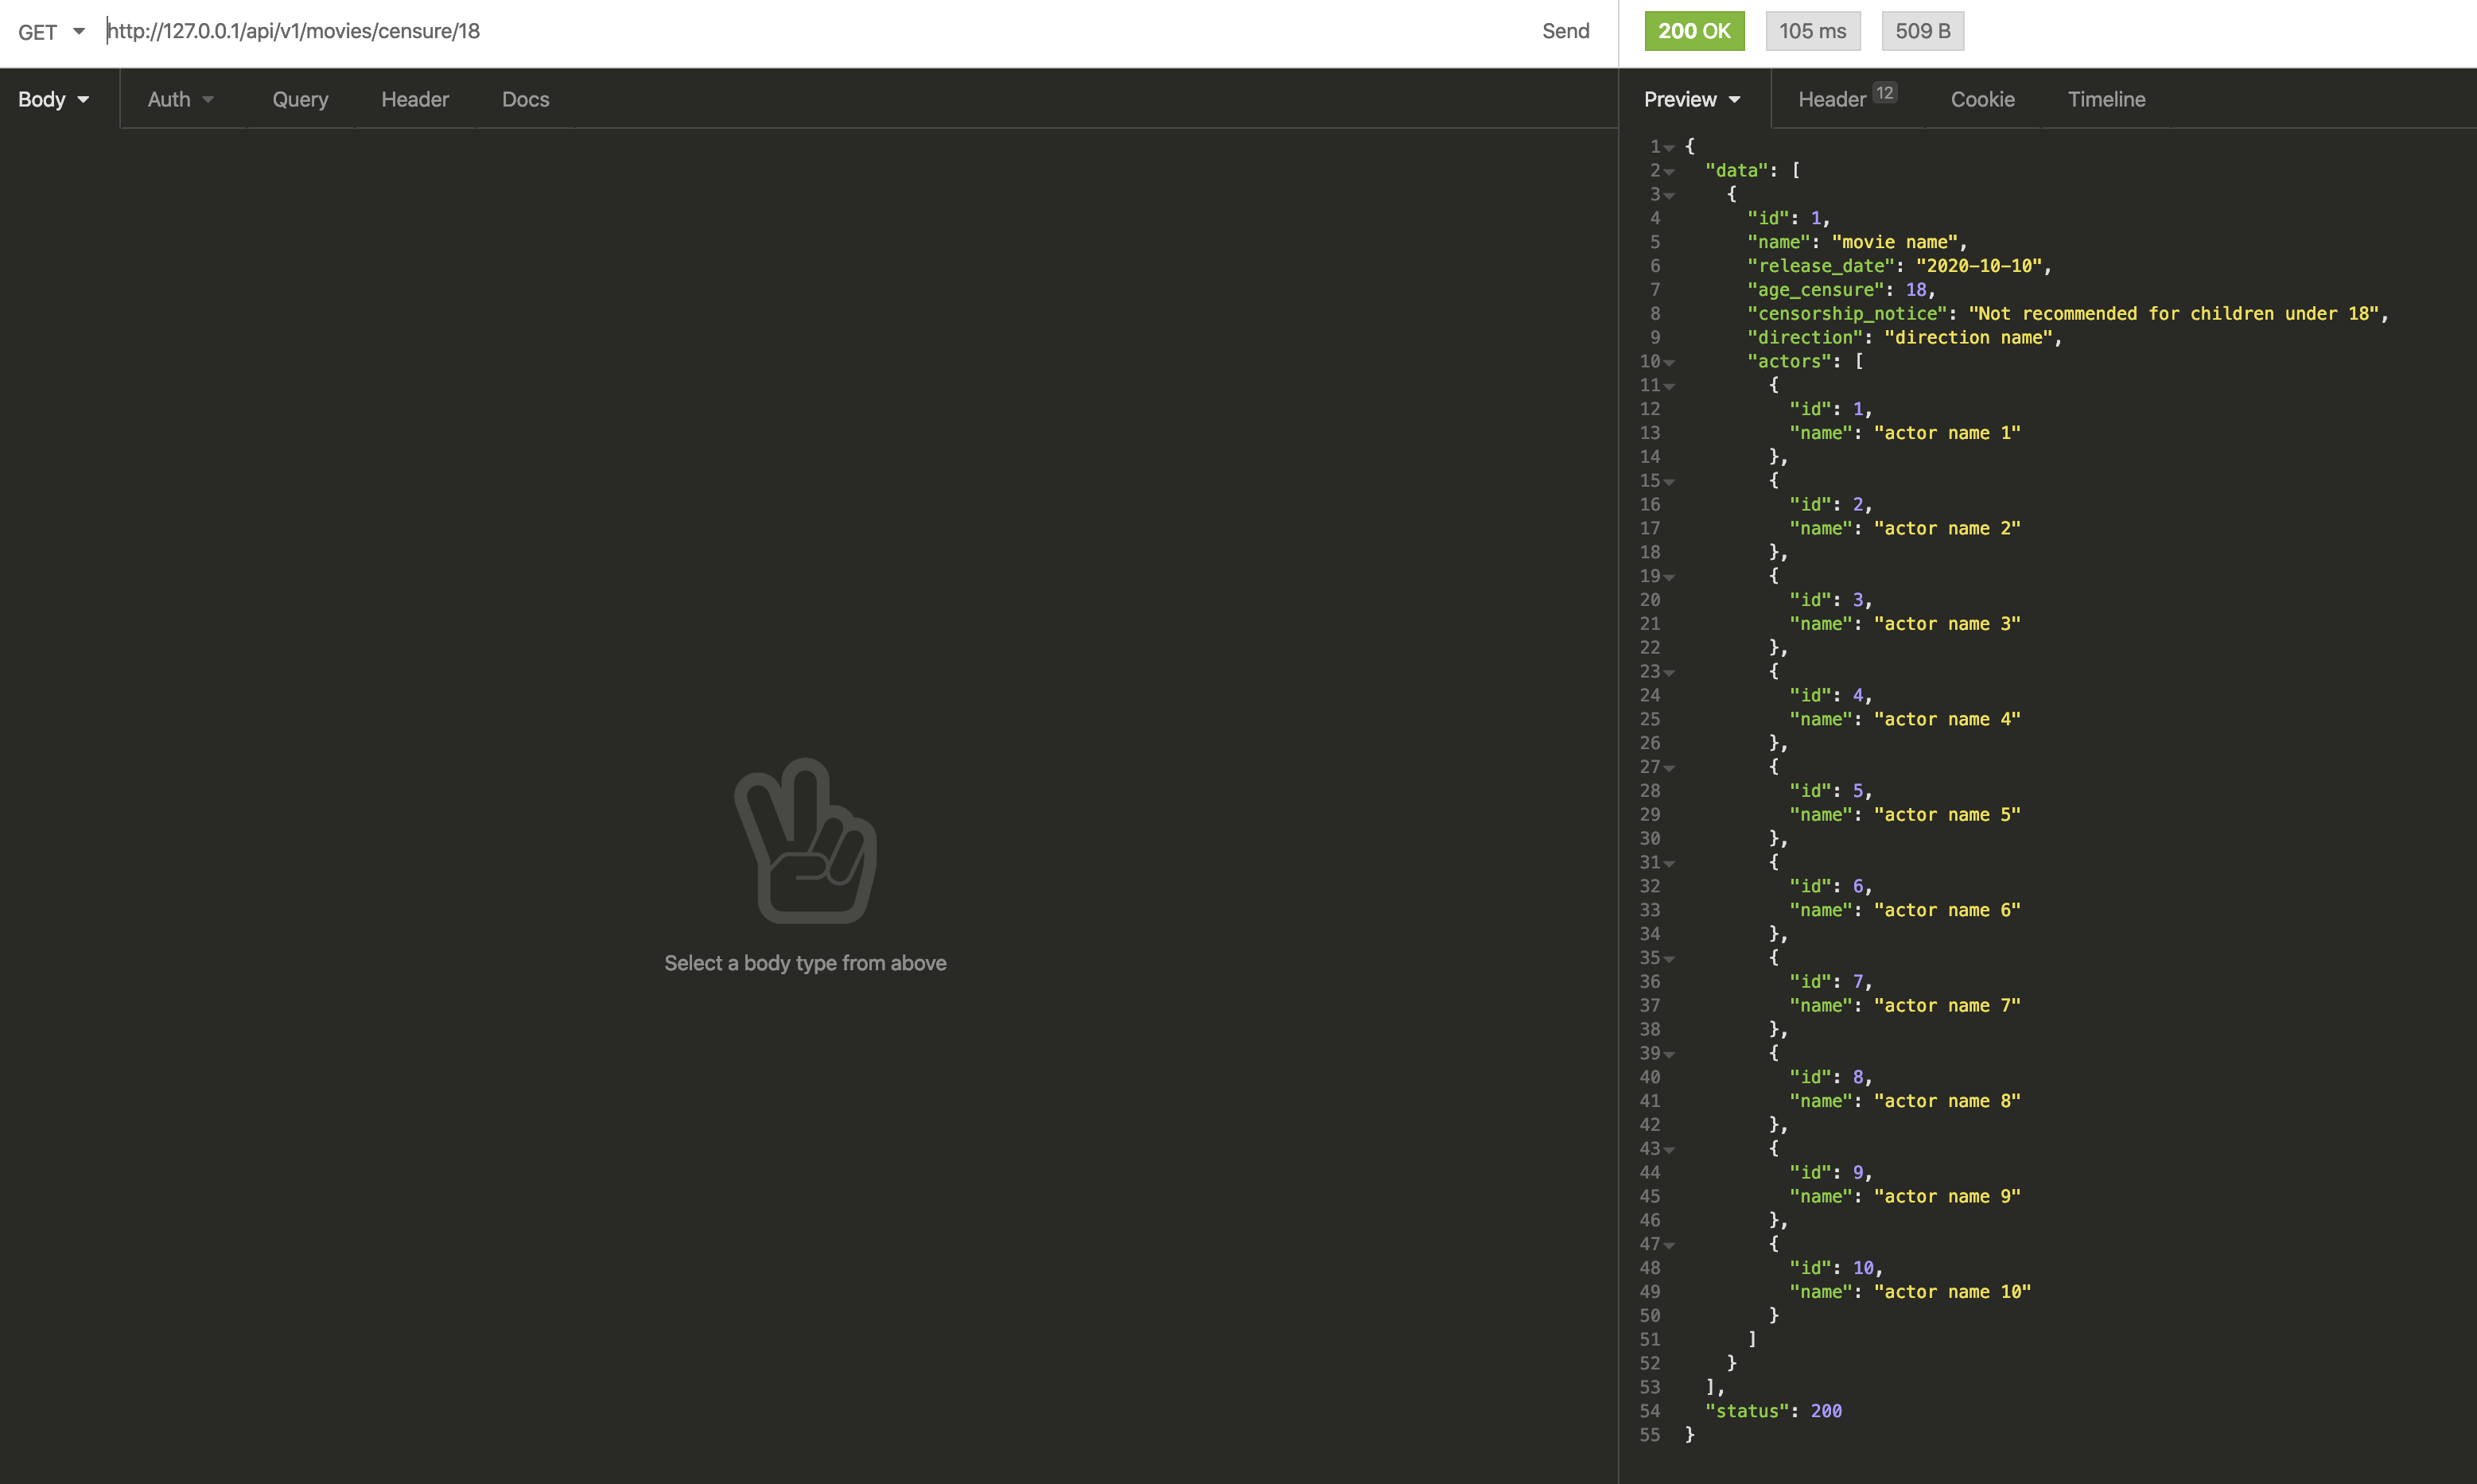 GET http://127.0.0.1/api/v1/movies/censure/18 Send
200 OK 105 ms 509 B
Body Auth Query Header Docs
Select a body type from above
Preview Header 12 Cookie Timeline
1 {
2 "data": [
3 {
4 "id": 1,
5 "name": "movie name",
6 "release_date": "2020-10-10",
7 "age_censure": 18,
8 "censorship_notice": "Not recommended for children under 18",
9 "direction": "direction name",
10 "actors": [
11 {
12 "id": 1,
13 "name": "actor name 1"
14 },
15 {
16 "id": 2,
17 "name": "actor name 2"
18 },
19 {
20 "id": 3,
21 "name": "actor name 3"
22 },
23 {
24 "id": 4,
25 "name": "actor name 4"
26 },
27 {
28 "id": 5,
29 "name": "actor name 5"
30 },
31 {
32 "id": 6,
33 "name": "actor name 6"
34 },
35 {
36 "id": 7,
37 "name": "actor name 7"
38 },
39 {
40 "id": 8,
41 "name": "actor name 8"
42 },
43 {
44 "id": 9,
45 "name": "actor name 9"
46 },
47 {
48 "id": 10,
49 "name": "actor name 10"
50 }
51 ]
52 }
53 ],
54 "status": 200
55 }